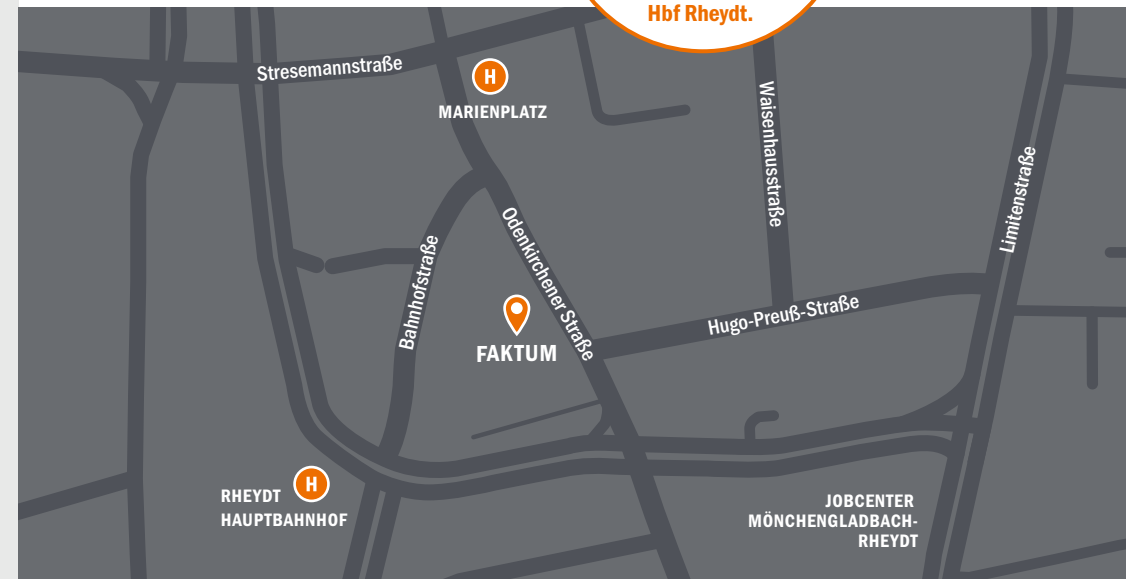 Hbf Rheydt.
Stresemannstraße
H
MARIENPLATZ
Waisenhausstraße
Limitenstraße
Odenkirchener Straße
Bahnhofstraße
Hugo-Preuß-Straße
FAKTUM
RHEYDT H
HAUPTBAHNHOF
JOBCENTER
MÖNCHENGLADBACH-
RHEYDT